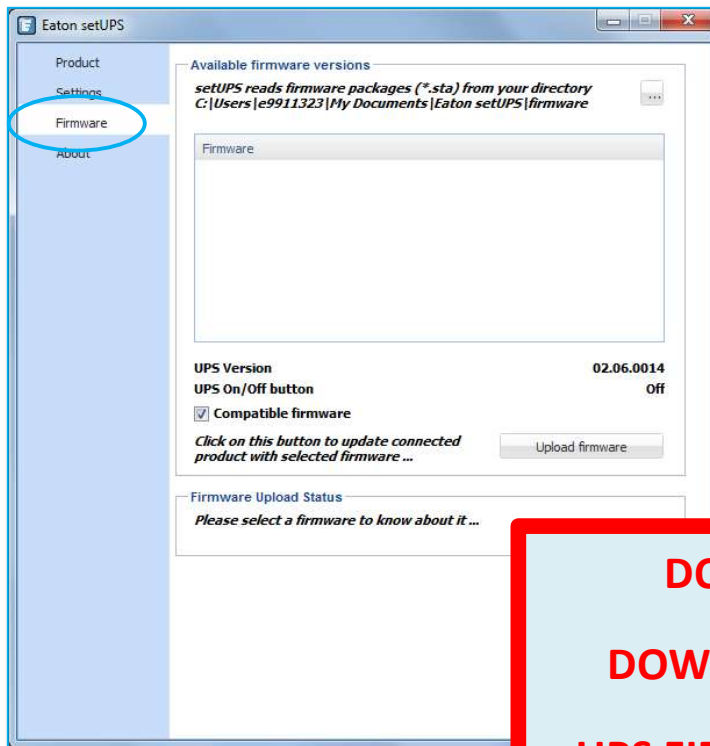 Eaton setUPS
Product
Settings
Firmware
About
Available firmware versions
setUPS reads firmware packages (*.sta) from your directory
C:|Users|e9911323|My Documents|Eaton setUPS|firmware
...
Firmware
UPS Version 02.06.0014
UPS On/Off button Off
Compatible firmware
Click on this button to update connected
product with selected firmware ...
Upload firmware
Firmware Upload Status
Please select a firmware to know about it ...